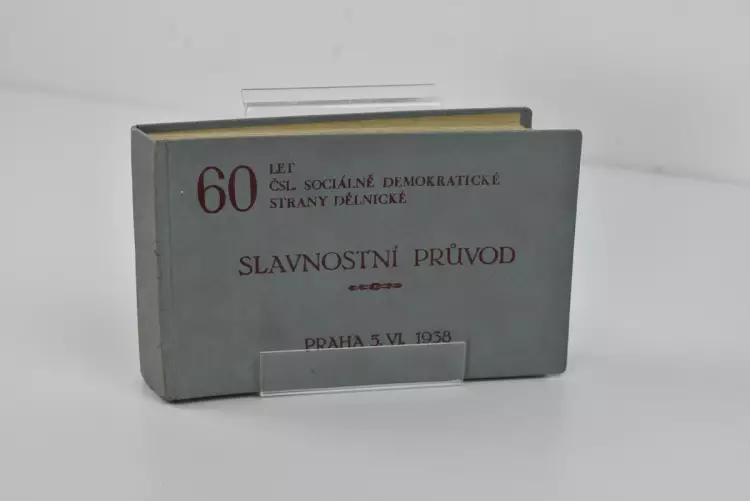 60 LET
ČSL. SOCIÁLNĚ DEMOKRATICKÉ
STRANY DĚLNICKÉ
SLAVNOSTNÍ PRŮVOD
PRAHA 5. VI. 1938